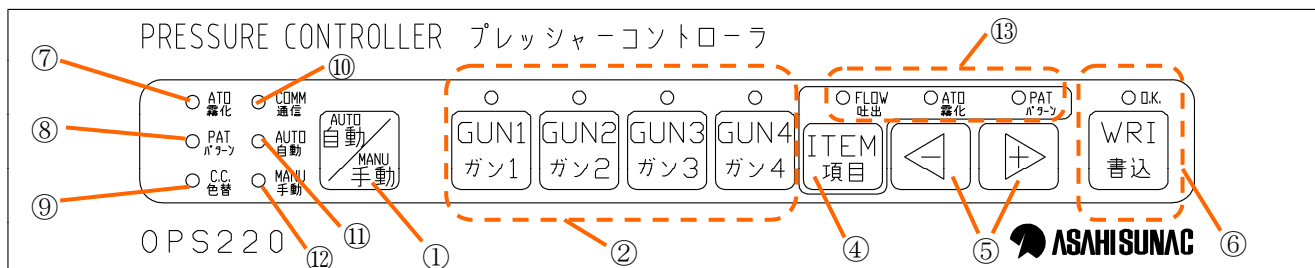 PRESSURE CONTROLLER プレッシャーコントローラ
⑬
⑦
⑩
ATO
霧化
COMM
通信
⑧
PAT
パターン
AUTO
自動
⑨
C.C.
色替
MANU
手動
⑫
⑪
AUTO
自動
MANU
手動
①
GUN1
ガン1
GUN2
ガン2
GUN3
ガン3
GUN4
ガン4
②
FLOW
吐出
ATO
霧化
PAT
パターン
ITEM
項目
④
-
+
⑤
O.K.
WRI
書込
⑥
OPS220
ASAHI SUNAC